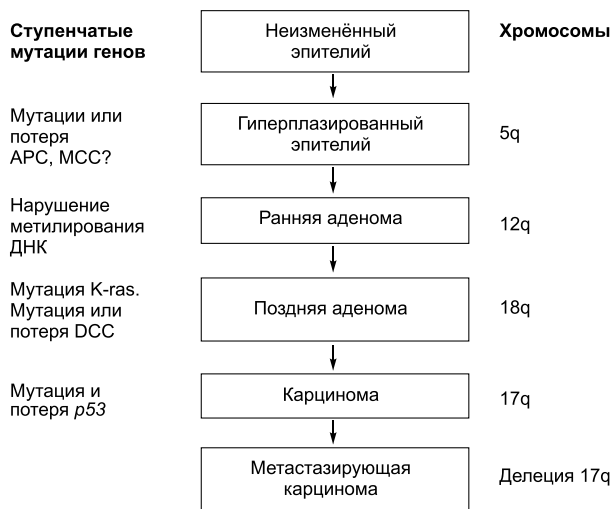 Ступенчатые
мутации генов
Неизменённый
эпителий
Хромосомы
Мутации или
потеря
APC, MCC?
Гиперплазированный
эпителий
5q
Нарушение
метилирования
ДНК
Ранняя аденома
12q
Мутация K-ras.
Мутация или
потеря DCC
Поздняя аденома
18q
Мутация и
потеря p53
Карцинома
17q
Метастазирующая
карцинома
Делеция 17q